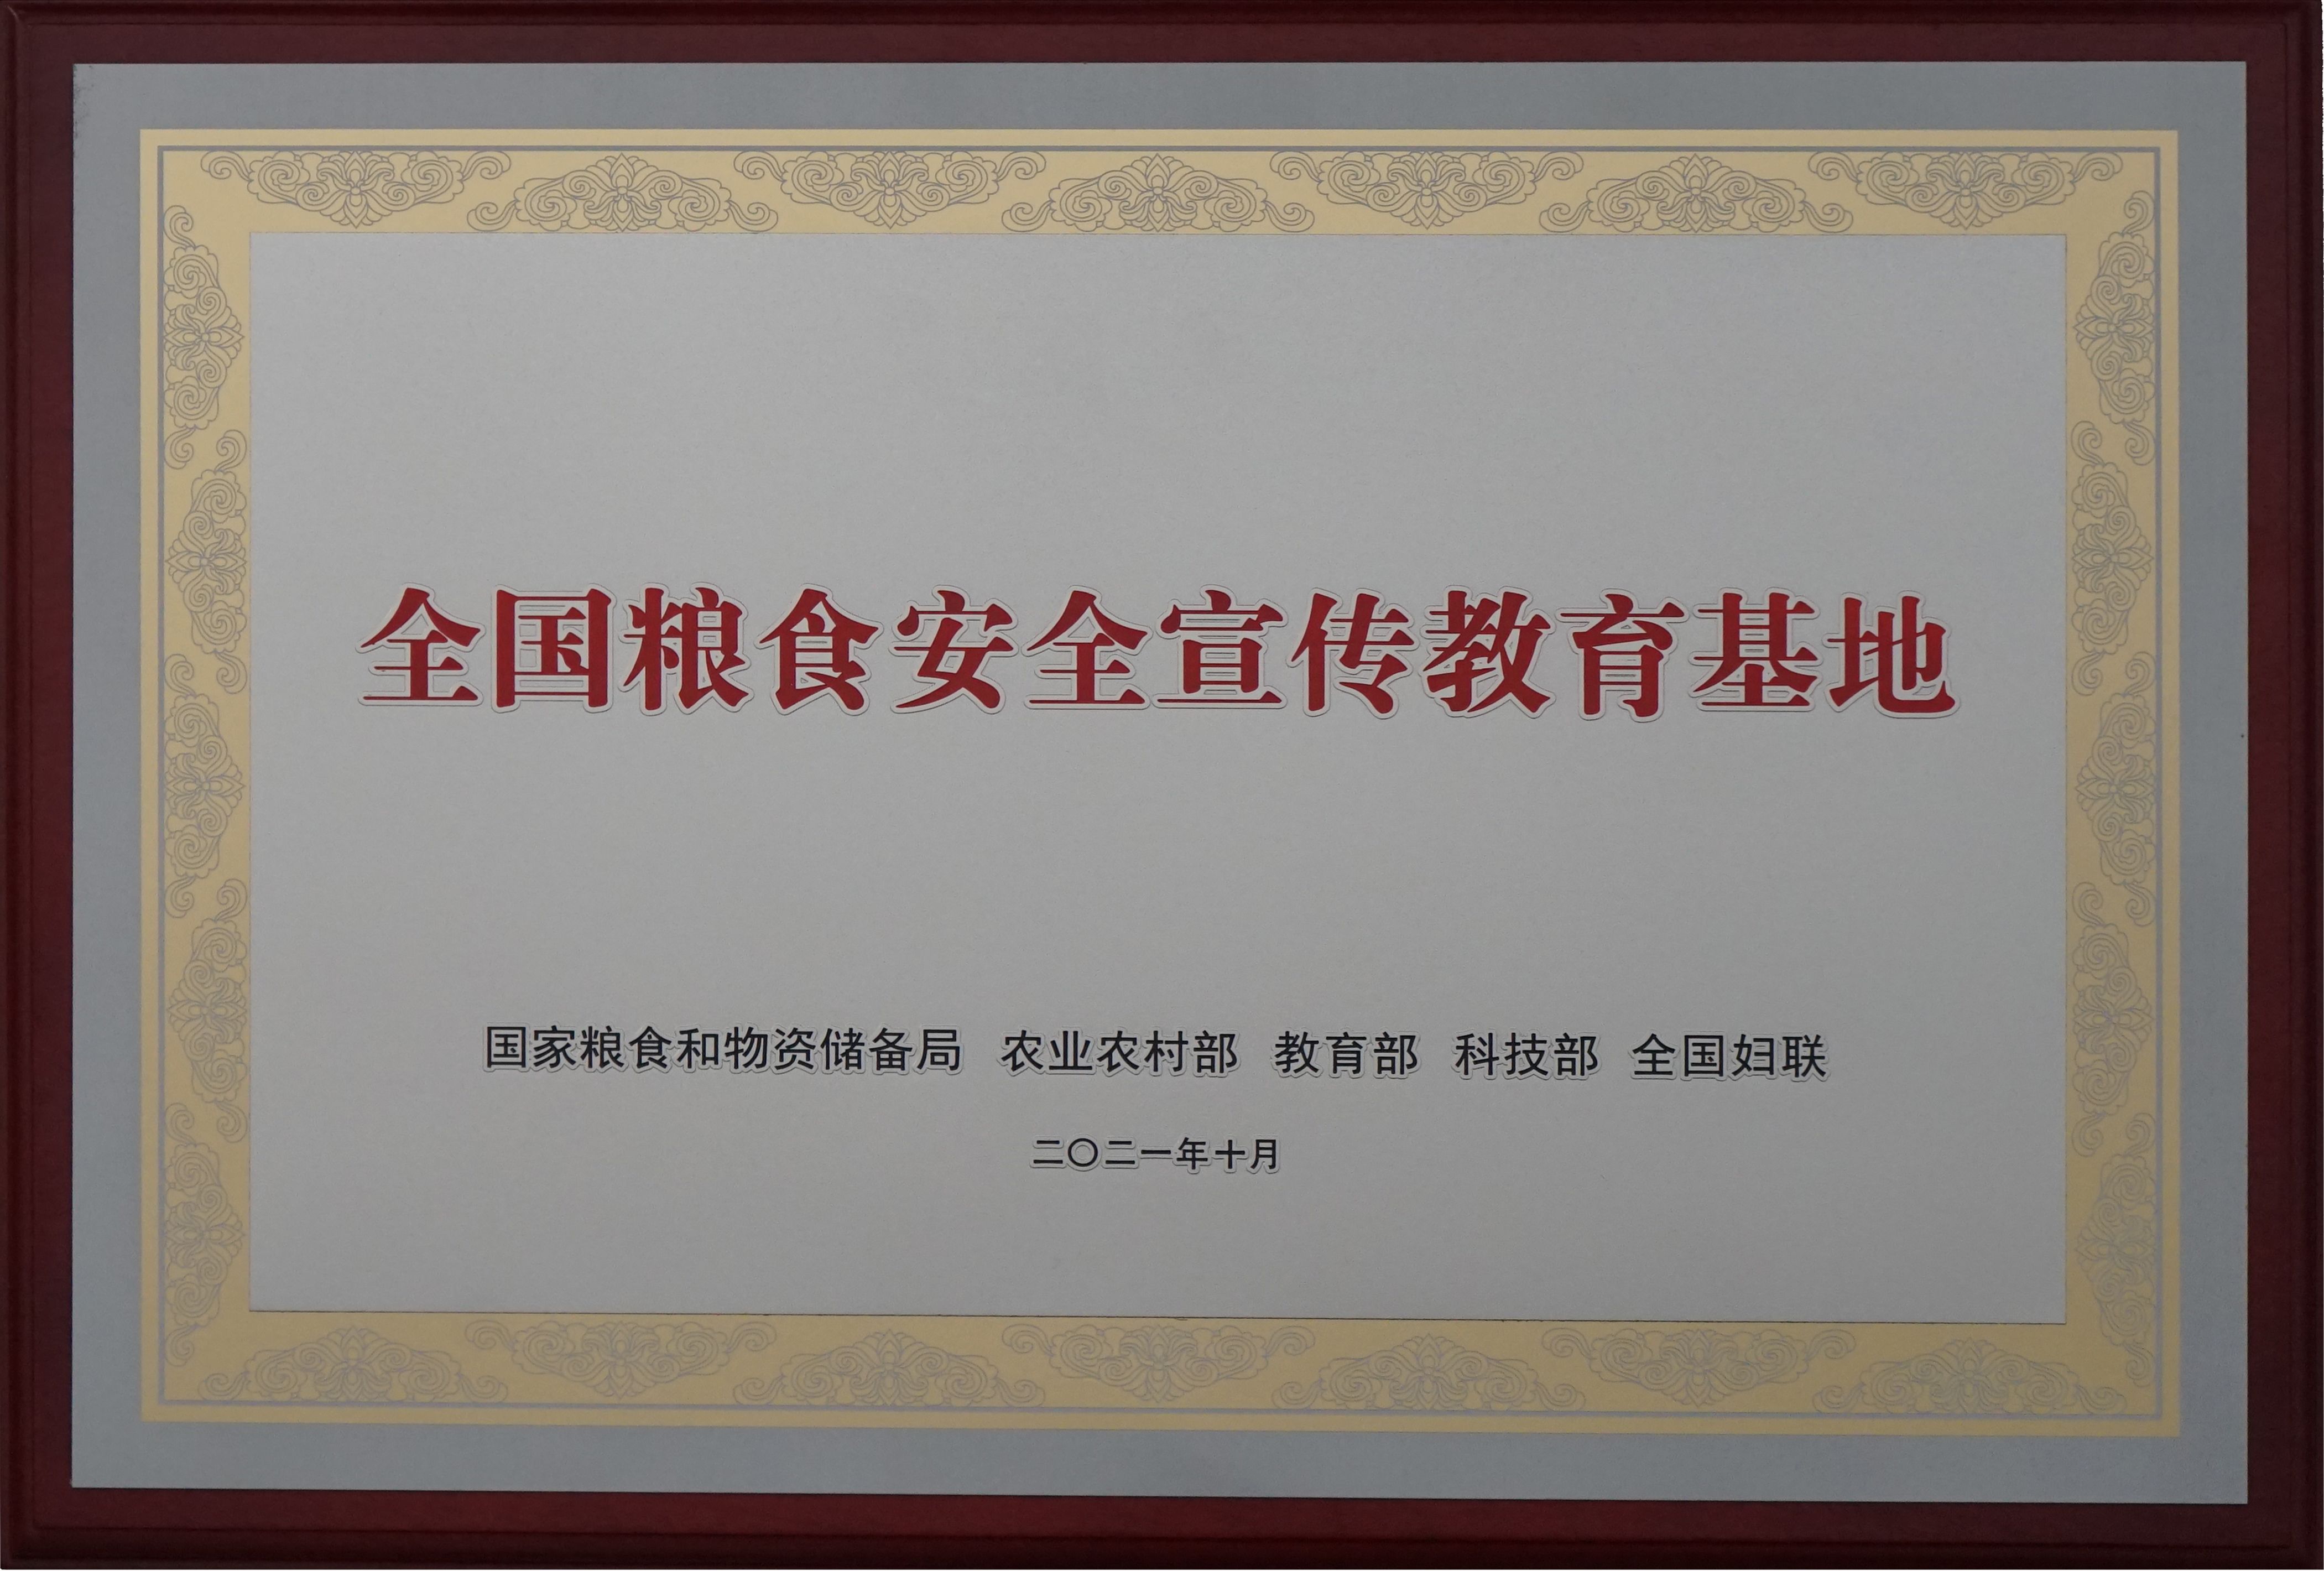 全国粮食安全宣传教育基地
国家粮食和物资储备局 农业农村部 教育部 科技部 全国妇联
二〇二一年十月